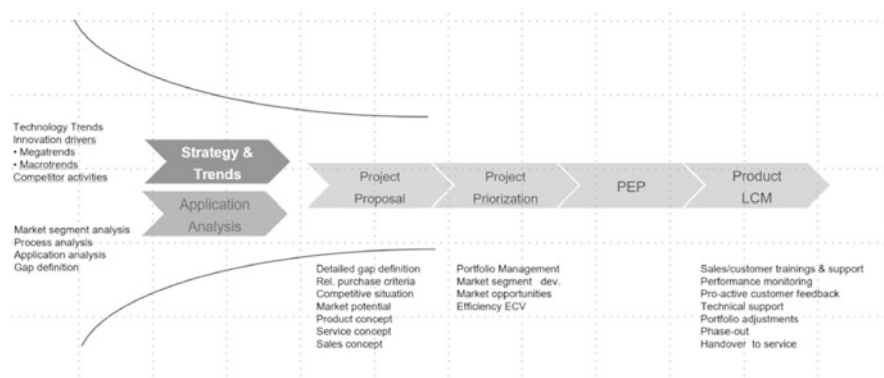 Technology Trends
Innovation drivers
• Megatrends
• Macrotrends
Competitor activities
Strategy &
Trends
Application
Analysis
Market segment analysis
Process analysis
Application analysis
Gap definition
Project
Proposal
Project
Priorization
PEP
Product
LCM
Detailed gap definition
Rel. purchase criteria
Competitive situation
Market potential
Product concept
Service concept
Sales concept
Portfolio Management
Market segment dev.
Market opportunities
Efficiency ECV
Sales/customer trainings & support
Performance monitoring
Pro-active customer feedback
Technical support
Portfolio adjustments
Phase-out
Handover to service